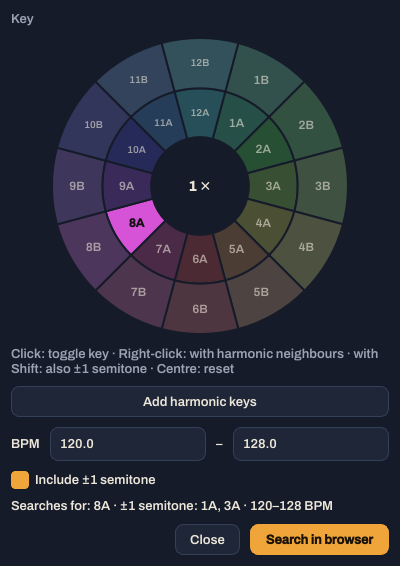 Key
12B
11B
1B
12A
10B
11A
1A
2B
10A
2A
9B
9A
1 ×
3A
3B
8A
4A
8B
7A
6A
5A
4B
7B
6B
5B
Click: toggle key · Right-click: with harmonic neighbours · with
Shift: also ±1 semitone · Centre: reset
Add harmonic keys
BPM 120.0 – 128.0
Include ±1 semitone
Searches for: 8A · ±1 semitone: 1A, 3A · 120–128 BPM
Close Search in browser